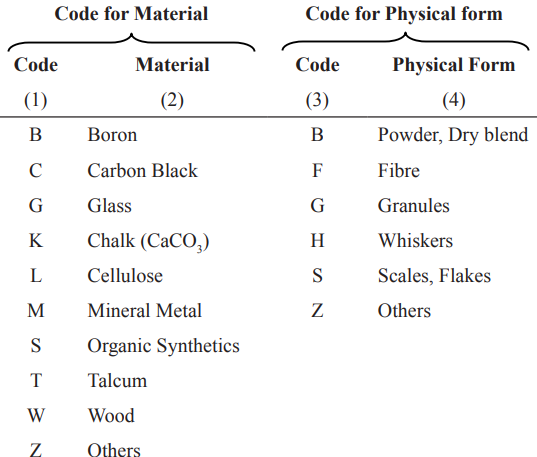 Code for Material Code for Physical form
Code Material Code Physical Form
(1) (2) (3) (4)
B Boron B Powder, Dry blend
C Carbon Black F Fibre
G Glass G Granules
K Chalk (CaCO₃) H Whiskers
L Cellulose S Scales, Flakes
M Mineral Metal Z Others
S Organic Synthetics
T Talcum
W Wood
Z Others